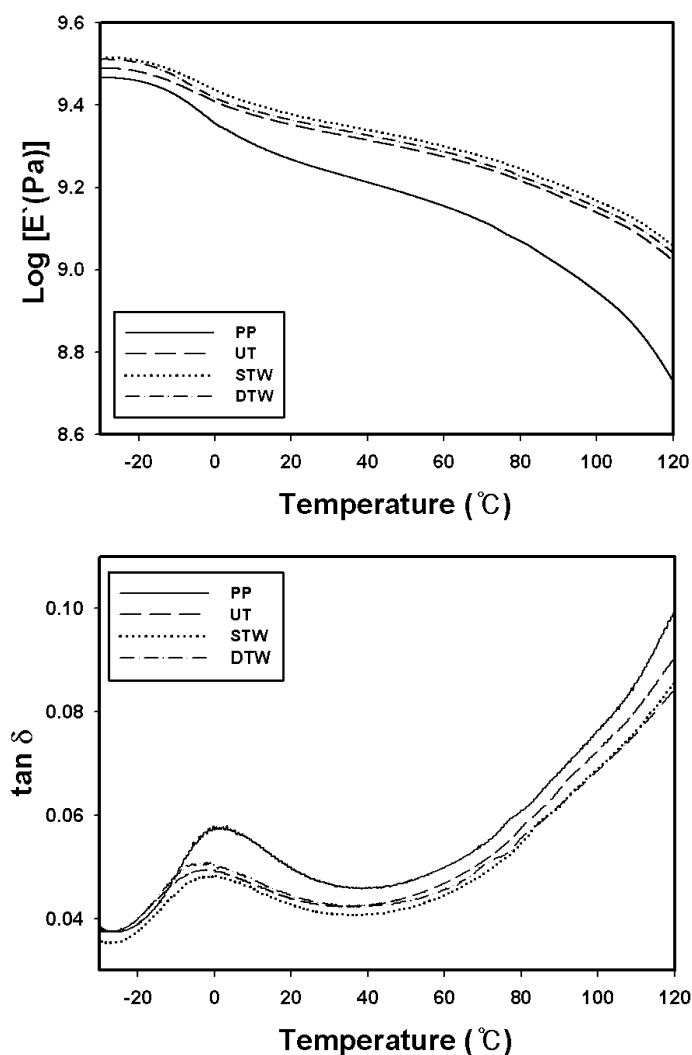 9.6
9.4
9.2
9.0
8.8
8.6
Log [E`(Pa)]
PP
UT
STW
DTW
-20 0 20 40 60 80 100 120
Temperature (℃)
0.10
0.08
0.06
0.04
tan δ
PP
UT
STW
DTW
-20 0 20 40 60 80 100 120
Temperature (℃)